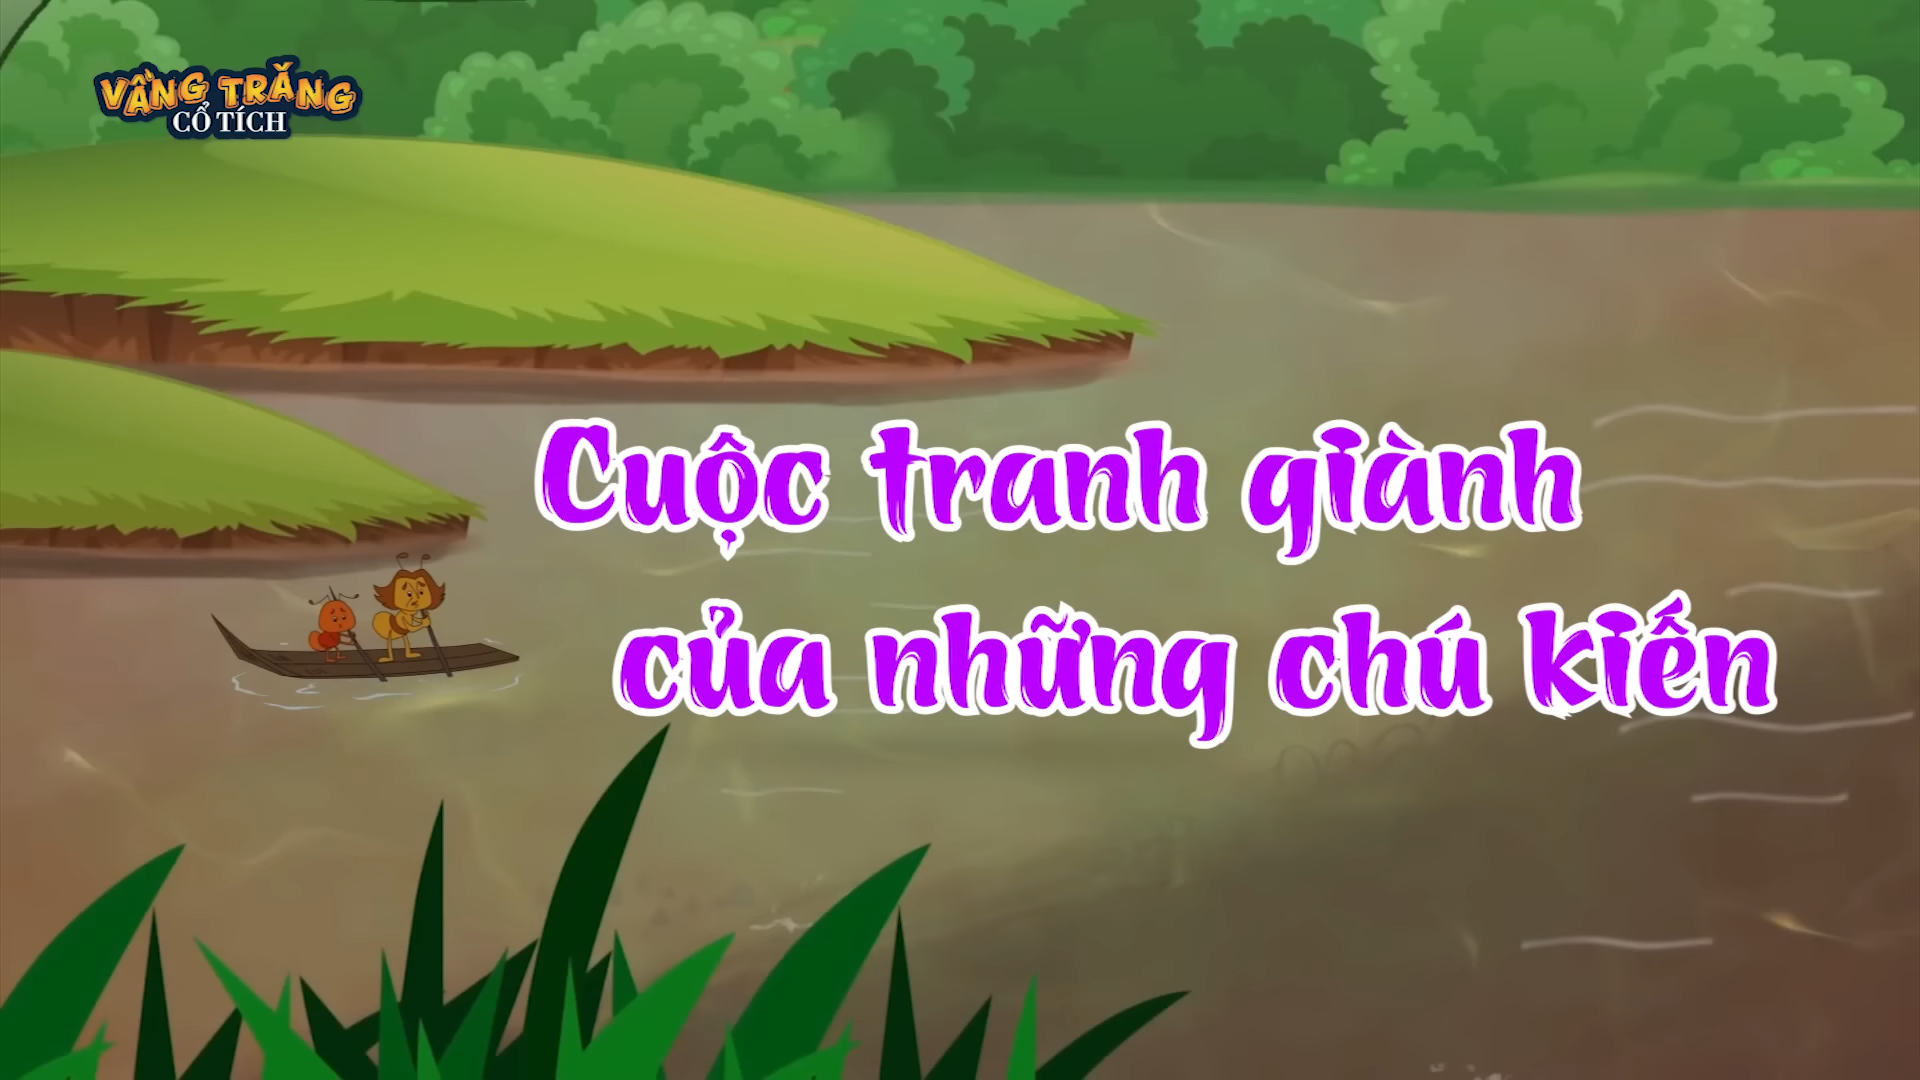 VẦNG TRĂNG
CỔ TÍCH
Cuộc tranh giành
của những chú kiến